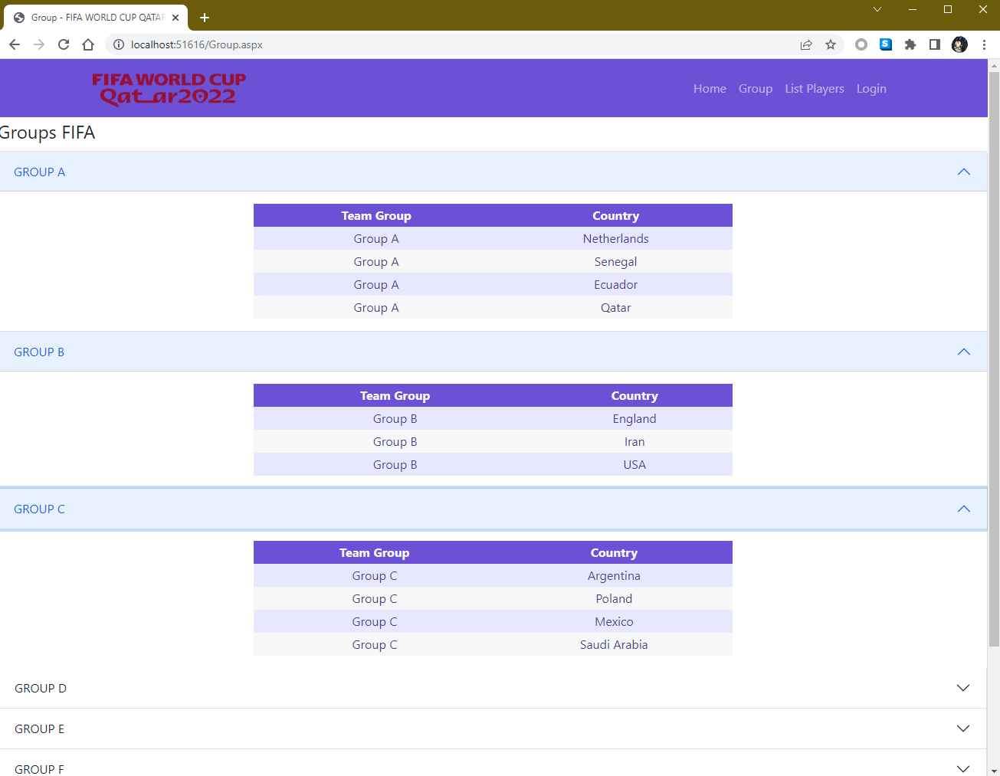 Group - FIFA WORLD CUP QATAR
localhost:51616/Group.aspx
FIFA WORLD CUP
Qatar2022
Home Group List Players Login
Groups FIFA
GROUP A
Team Group Country
Group A Netherlands
Group A Senegal
Group A Ecuador
Group A Qatar
GROUP B
Team Group Country
Group B England
Group B Iran
Group B USA
GROUP C
Team Group Country
Group C Argentina
Group C Poland
Group C Mexico
Group C Saudi Arabia
GROUP D
GROUP E
GROUP F